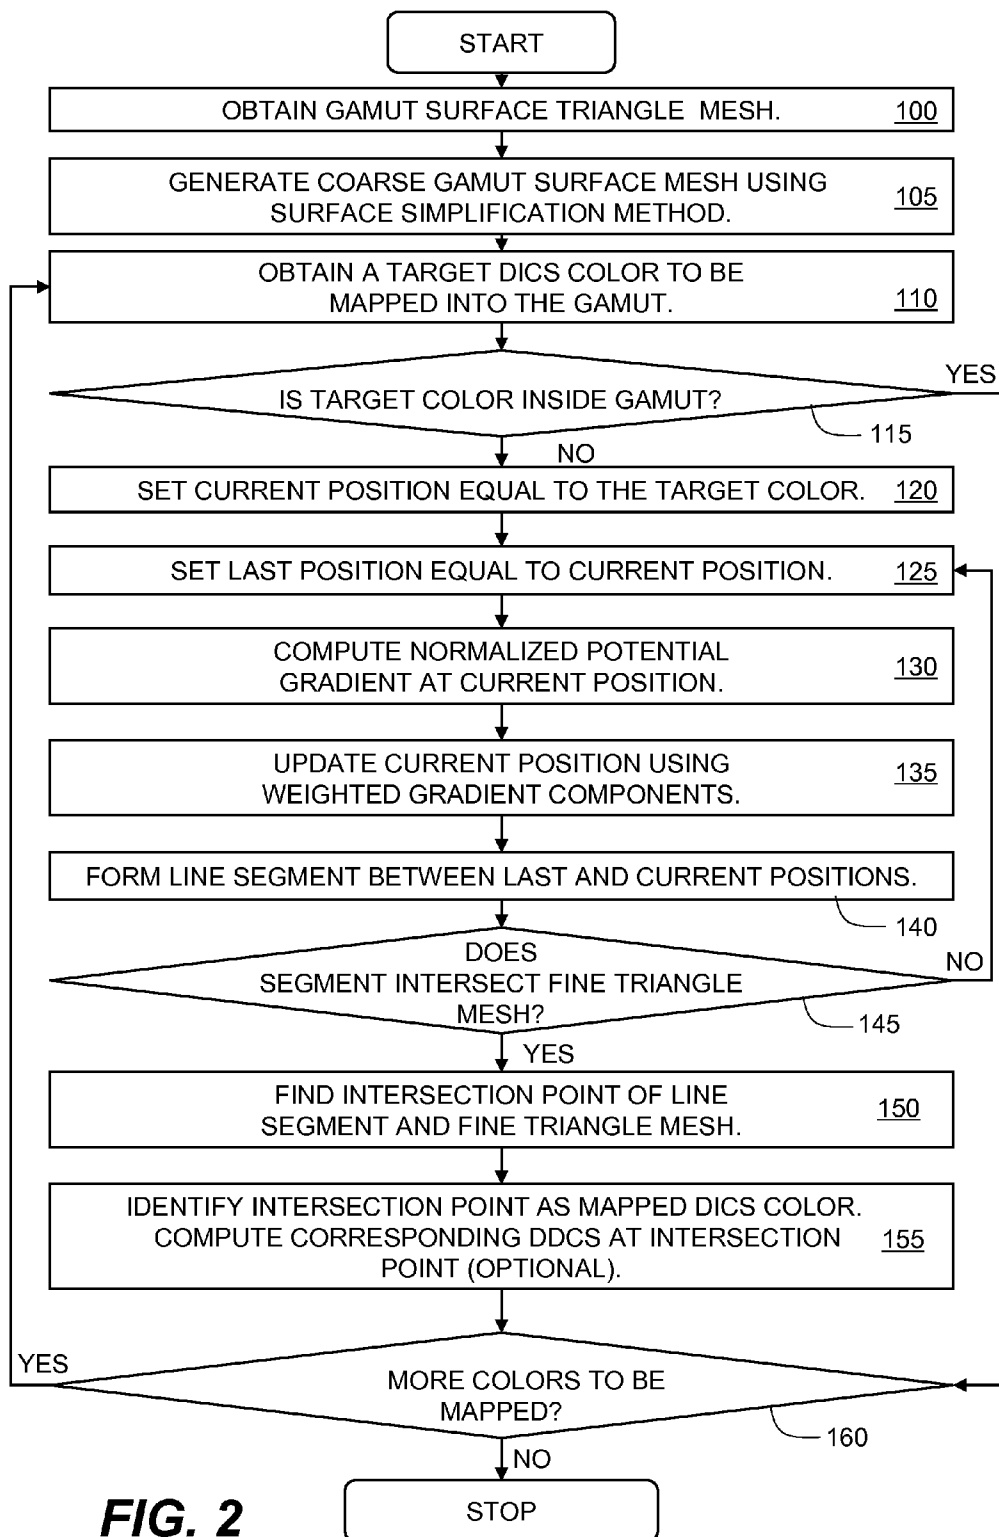 START
OBTAIN GAMUT SURFACE TRIANGLE MESH. 100
GENERATE COARSE GAMUT SURFACE MESH USING
SURFACE SIMPLIFICATION METHOD. 105
OBTAIN A TARGET DICS COLOR TO BE
MAPPED INTO THE GAMUT. 110
YES
IS TARGET COLOR INSIDE GAMUT?
115
NO
SET CURRENT POSITION EQUAL TO THE TARGET COLOR. 120
SET LAST POSITION EQUAL TO CURRENT POSITION. 125
COMPUTE NORMALIZED POTENTIAL
GRADIENT AT CURRENT POSITION. 130
UPDATE CURRENT POSITION USING
WEIGHTED GRADIENT COMPONENTS. 135
FORM LINE SEGMENT BETWEEN LAST AND CURRENT POSITIONS.
140
DOES
SEGMENT INTERSECT FINE TRIANGLE
MESH?
NO
145
YES
FIND INTERSECTION POINT OF LINE
SEGMENT AND FINE TRIANGLE MESH. 150
IDENTIFY INTERSECTION POINT AS MAPPED DICS COLOR.
COMPUTE CORRESPONDING DDCS AT INTERSECTION 155
POINT (OPTIONAL).
YES
MORE COLORS TO BE
MAPPED?
160
NO
STOP
FIG. 2